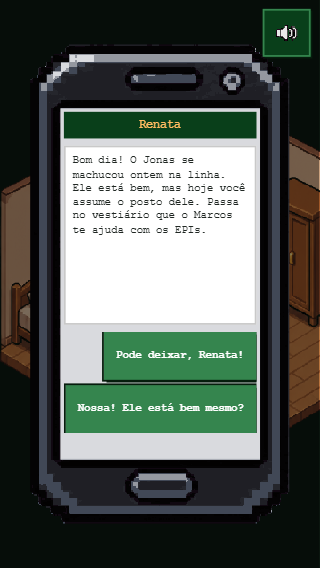 Renata
Bom dia! O Jonas se
machucou ontem na linha.
Ele está bem, mas hoje você
assume o posto dele. Passa
no vestiário que o Marcos
te ajuda com os EPIs.
Pode deixar, Renata!
Nossa! Ele está bem mesmo?